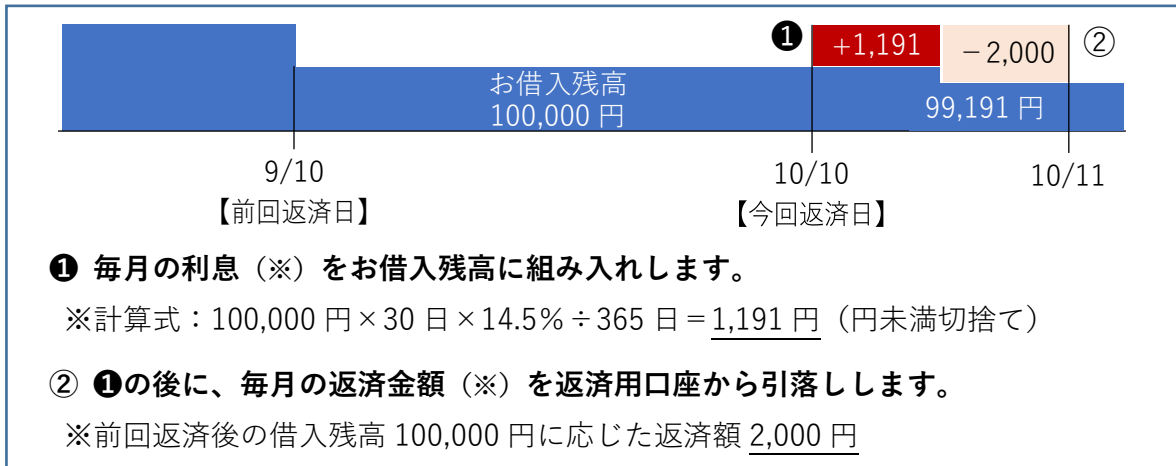 ❶ +1,191 −2,000 ②
お借入残高
100,000 円 99,191 円
9/10 10/10 10/11
【前回返済日】 【今回返済日】
❶ 毎月の利息（※）をお借入残高に組み入れします。
※計算式：100,000 円×30 日×14.5%÷365 日＝1,191 円（円未満切捨て）
② ❶の後に、毎月の返済金額（※）を返済用口座から引落しします。
※前回返済後の借入残高 100,000 円に応じた返済額 2,000 円